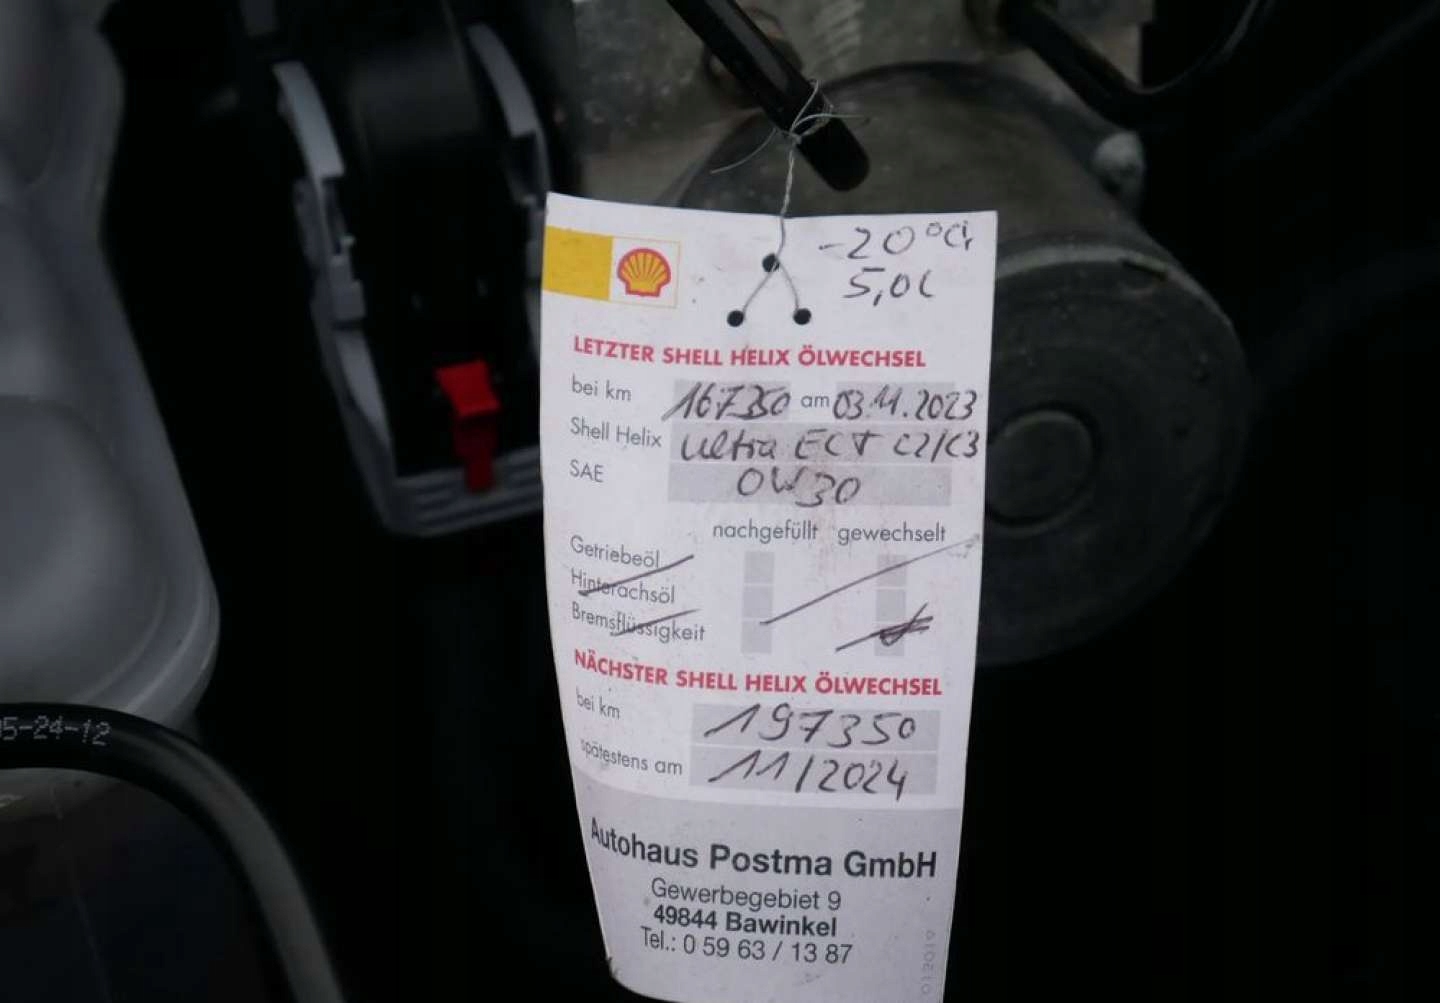 -20°C
5,0l
LETZTER SHELL HELIX ÖLWECHSEL
bei km 167350 am 03.11.2023
Shell Helix Ultra ECT C2/C3
SAE 0W30
nachgefüllt gewechselt
Getriebeöl
Hinterachsöl
Bremsflüssigkeit
NÄCHSTER SHELL HELIX ÖLWECHSEL
bei km 197350
spätestens am 11/2024
Autohaus Postma GmbH
Gewerbegebiet 9
49844 Bawinkel
Tel.: 0 59 63 / 13 87
5-24-12